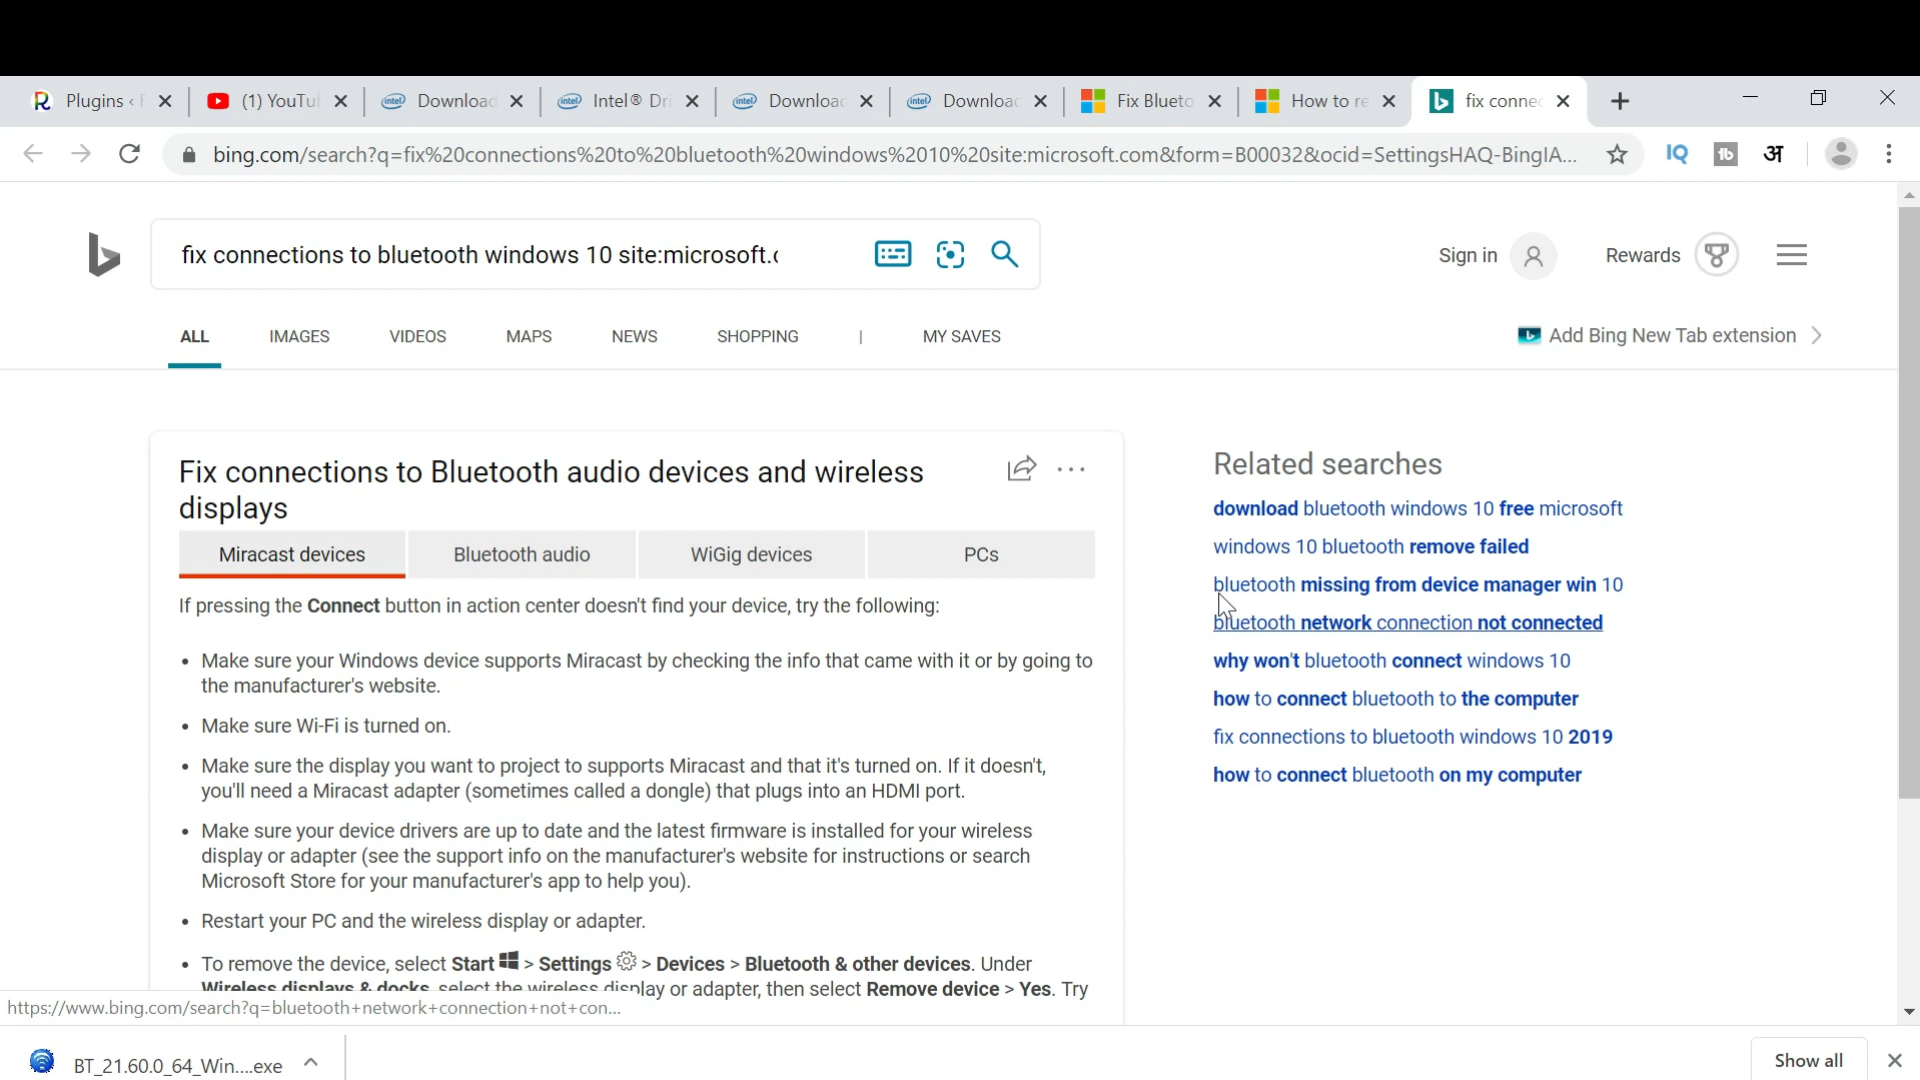 Plugins ‹
(1) YouTu
Download
Intel® Dri
Downloac
Downloac
Fix Blueto
How to re
fix connec
bing.com/search?q=fix%20connections%20to%20bluetooth%20windows%2010%20site:microsoft.com&form=B00032&ocid=SettingsHAQ-BingIA...
IQ
tb
अ
fix connections to bluetooth windows 10 site:microsoft.c
Sign in
Rewards
ALL
IMAGES
VIDEOS
MAPS
NEWS
SHOPPING
|
MY SAVES
Add Bing New Tab extension
Fix connections to Bluetooth audio devices and wireless
displays
Miracast devices
Bluetooth audio
WiGig devices
PCs
If pressing the Connect button in action center doesn't find your device, try the following:
• Make sure your Windows device supports Miracast by checking the info that came with it or by going to
the manufacturer's website.
• Make sure Wi-Fi is turned on.
• Make sure the display you want to project to supports Miracast and that it's turned on. If it doesn't,
you'll need a Miracast adapter (sometimes called a dongle) that plugs into an HDMI port.
• Make sure your device drivers are up to date and the latest firmware is installed for your wireless
display or adapter (see the support info on the manufacturer's website for instructions or search
Microsoft Store for your manufacturer's app to help you).
• Restart your PC and the wireless display or adapter.
• To remove the device, select Start > Settings > Devices > Bluetooth & other devices. Under
Wireless displays & docks, select the wireless display or adapter, then select Remove device > Yes. Try
Related searches
download bluetooth windows 10 free microsoft
windows 10 bluetooth remove failed
bluetooth missing from device manager win 10
bluetooth network connection not connected
why won't bluetooth connect windows 10
how to connect bluetooth to the computer
fix connections to bluetooth windows 10 2019
how to connect bluetooth on my computer
https://www.bing.com/search?q=bluetooth+network+connection+not+con...
BT_21.60.0_64_Win....exe
Show all